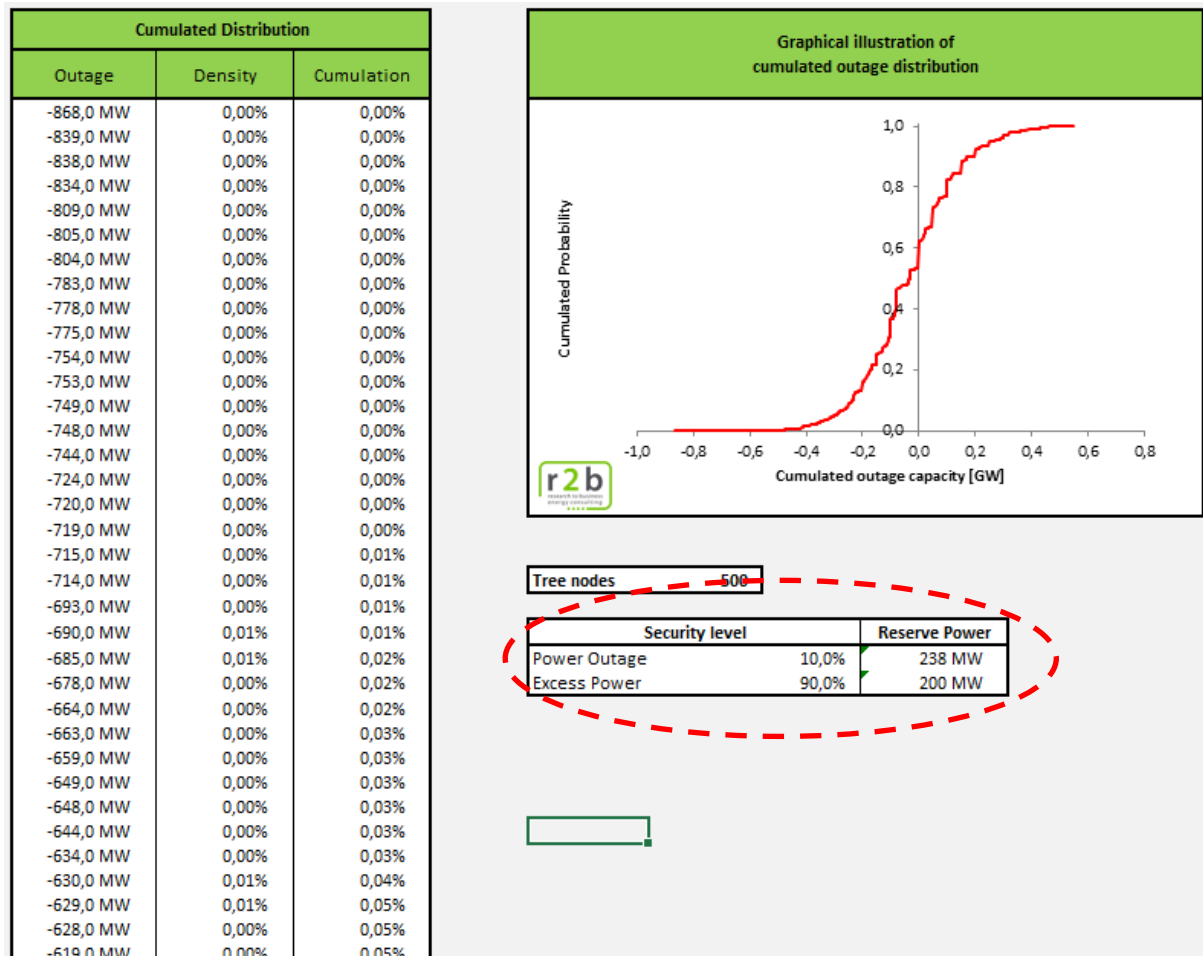 Cumulated Distribution
Outage Density Cumulation
-868,0 MW 0,00% 0,00%
-839,0 MW 0,00% 0,00%
-838,0 MW 0,00% 0,00%
-834,0 MW 0,00% 0,00%
-809,0 MW 0,00% 0,00%
-805,0 MW 0,00% 0,00%
-804,0 MW 0,00% 0,00%
-783,0 MW 0,00% 0,00%
-778,0 MW 0,00% 0,00%
-775,0 MW 0,00% 0,00%
-754,0 MW 0,00% 0,00%
-753,0 MW 0,00% 0,00%
-749,0 MW 0,00% 0,00%
-748,0 MW 0,00% 0,00%
-744,0 MW 0,00% 0,00%
-724,0 MW 0,00% 0,00%
-720,0 MW 0,00% 0,00%
-719,0 MW 0,00% 0,00%
-715,0 MW 0,00% 0,01%
-714,0 MW 0,00% 0,01%
-693,0 MW 0,00% 0,01%
-690,0 MW 0,01% 0,01%
-685,0 MW 0,01% 0,02%
-678,0 MW 0,00% 0,02%
-664,0 MW 0,00% 0,02%
-663,0 MW 0,00% 0,03%
-659,0 MW 0,00% 0,03%
-649,0 MW 0,00% 0,03%
-648,0 MW 0,00% 0,03%
-644,0 MW 0,00% 0,03%
-634,0 MW 0,00% 0,03%
-630,0 MW 0,01% 0,04%
-629,0 MW 0,01% 0,05%
-628,0 MW 0,00% 0,05%
-619,0 MW 0,00% 0,05%
Graphical illustration of
cumulated outage distribution
Cumulated Probability
1,0
0,8
0,6
0,4
0,2
0,0
-1,0 -0,8 -0,6 -0,4 -0,2 0,0 0,2 0,4 0,6 0,8
Cumulated outage capacity [GW]
r2b
research to business
energy consulting
Tree nodes 500
Security level Reserve Power
Power Outage 10,0% 238 MW
Excess Power 90,0% 200 MW